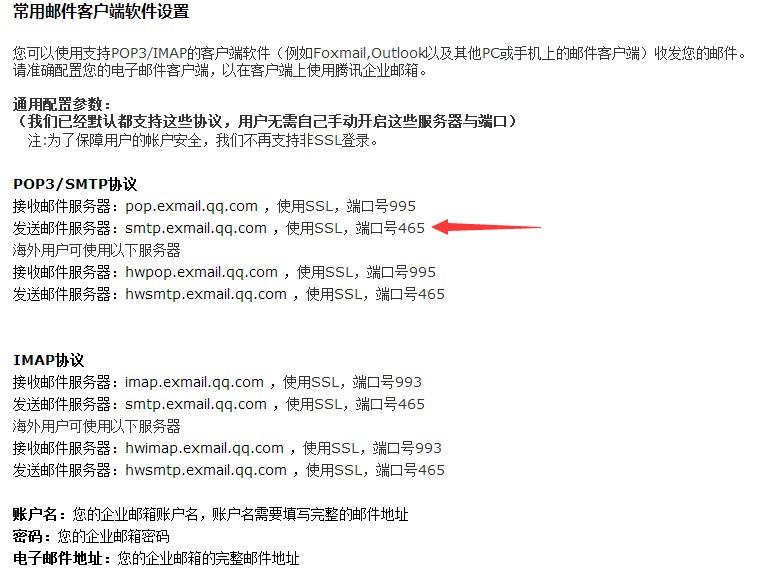 常用邮件客户端软件设置
您可以使用支持POP3/IMAP的客户端软件（例如Foxmail,Outlook以及其他PC或手机上的邮件客户端）收发您的邮件。
请准确配置您的电子邮件客户端，以在客户端上使用腾讯企业邮箱。
通用配置参数：
（我们已经默认都支持这些协议，用户无需自己手动开启这些服务器与端口）
注:为了保障用户的帐户安全，我们不再支持非SSL登录。
POP3/SMTP协议
接收邮件服务器：pop.exmail.qq.com ，使用SSL，端口号995
发送邮件服务器：smtp.exmail.qq.com ，使用SSL，端口号465
海外用户可使用以下服务器
接收邮件服务器：hwpop.exmail.qq.com ，使用SSL，端口号995
发送邮件服务器：hwsmtp.exmail.qq.com ，使用SSL，端口号465
IMAP协议
接收邮件服务器：imap.exmail.qq.com ，使用SSL，端口号993
发送邮件服务器：smtp.exmail.qq.com ，使用SSL，端口号465
海外用户可使用以下服务器
接收邮件服务器：hwimap.exmail.qq.com ，使用SSL，端口号993
发送邮件服务器：hwsmtp.exmail.qq.com ，使用SSL，端口号465
账户名：您的企业邮箱账户名，账户名需要填写完整的邮件地址
密码：您的企业邮箱密码
电子邮件地址：您的企业邮箱的完整邮件地址